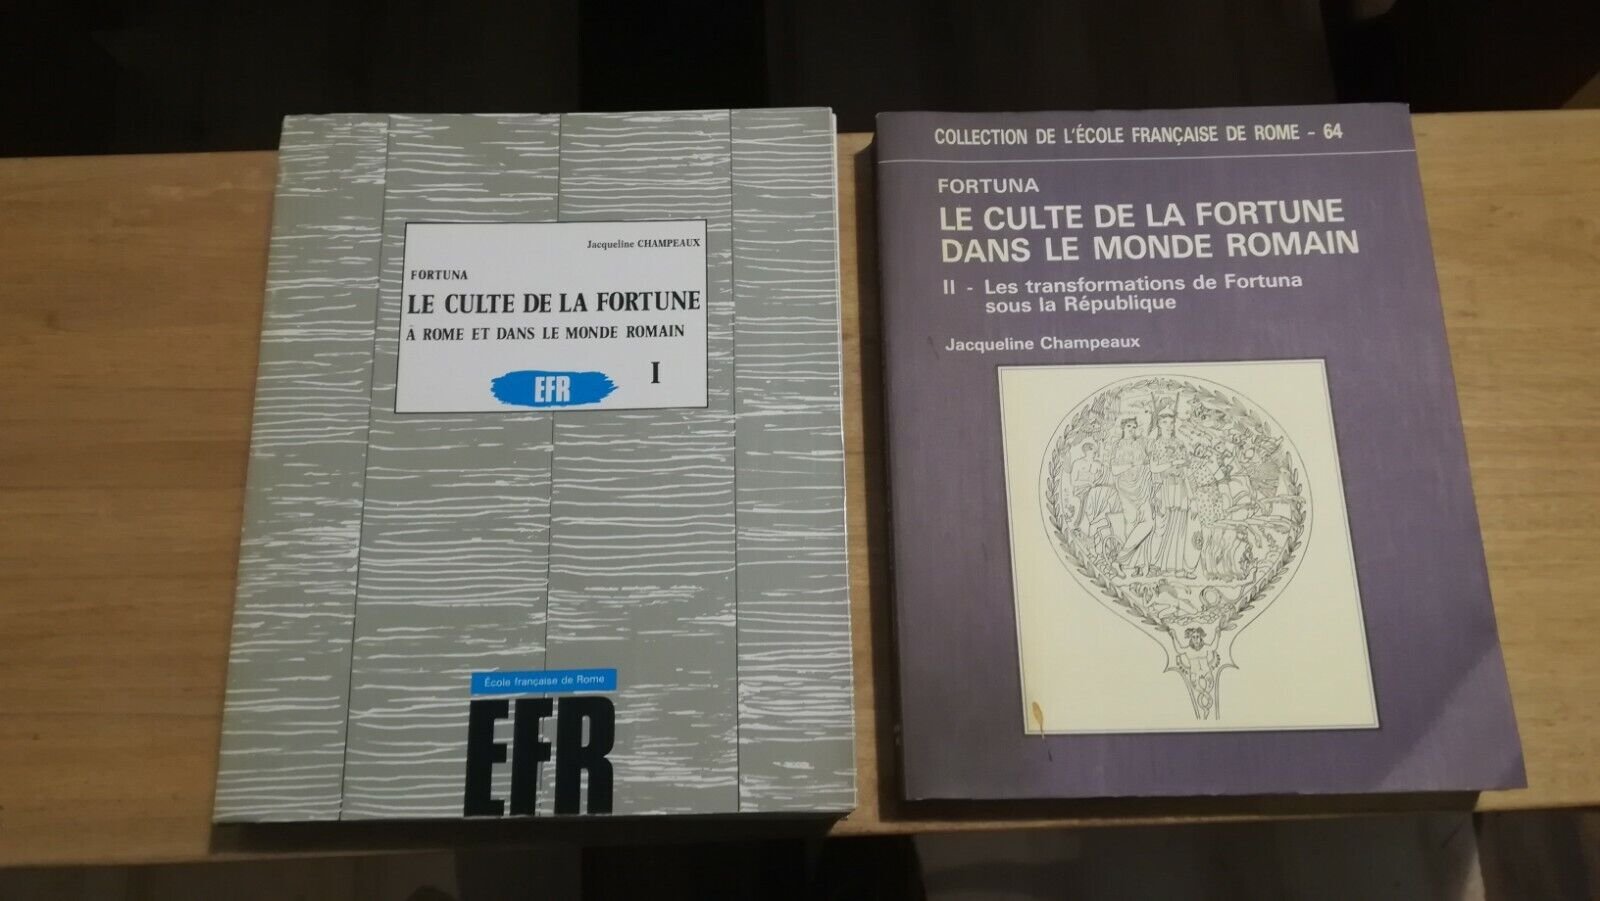 Jacqueline CHAMPEAUX
FORTUNA
LE CULTE DE LA FORTUNE
À ROME ET DANS LE MONDE ROMAIN
EFR
I
École française de Rome
EFR
COLLECTION DE L'ÉCOLE FRANÇAISE DE ROME - 64
FORTUNA
LE CULTE DE LA FORTUNE
DANS LE MONDE ROMAIN
II - Les transformations de Fortuna
sous la République
Jacqueline Champeaux